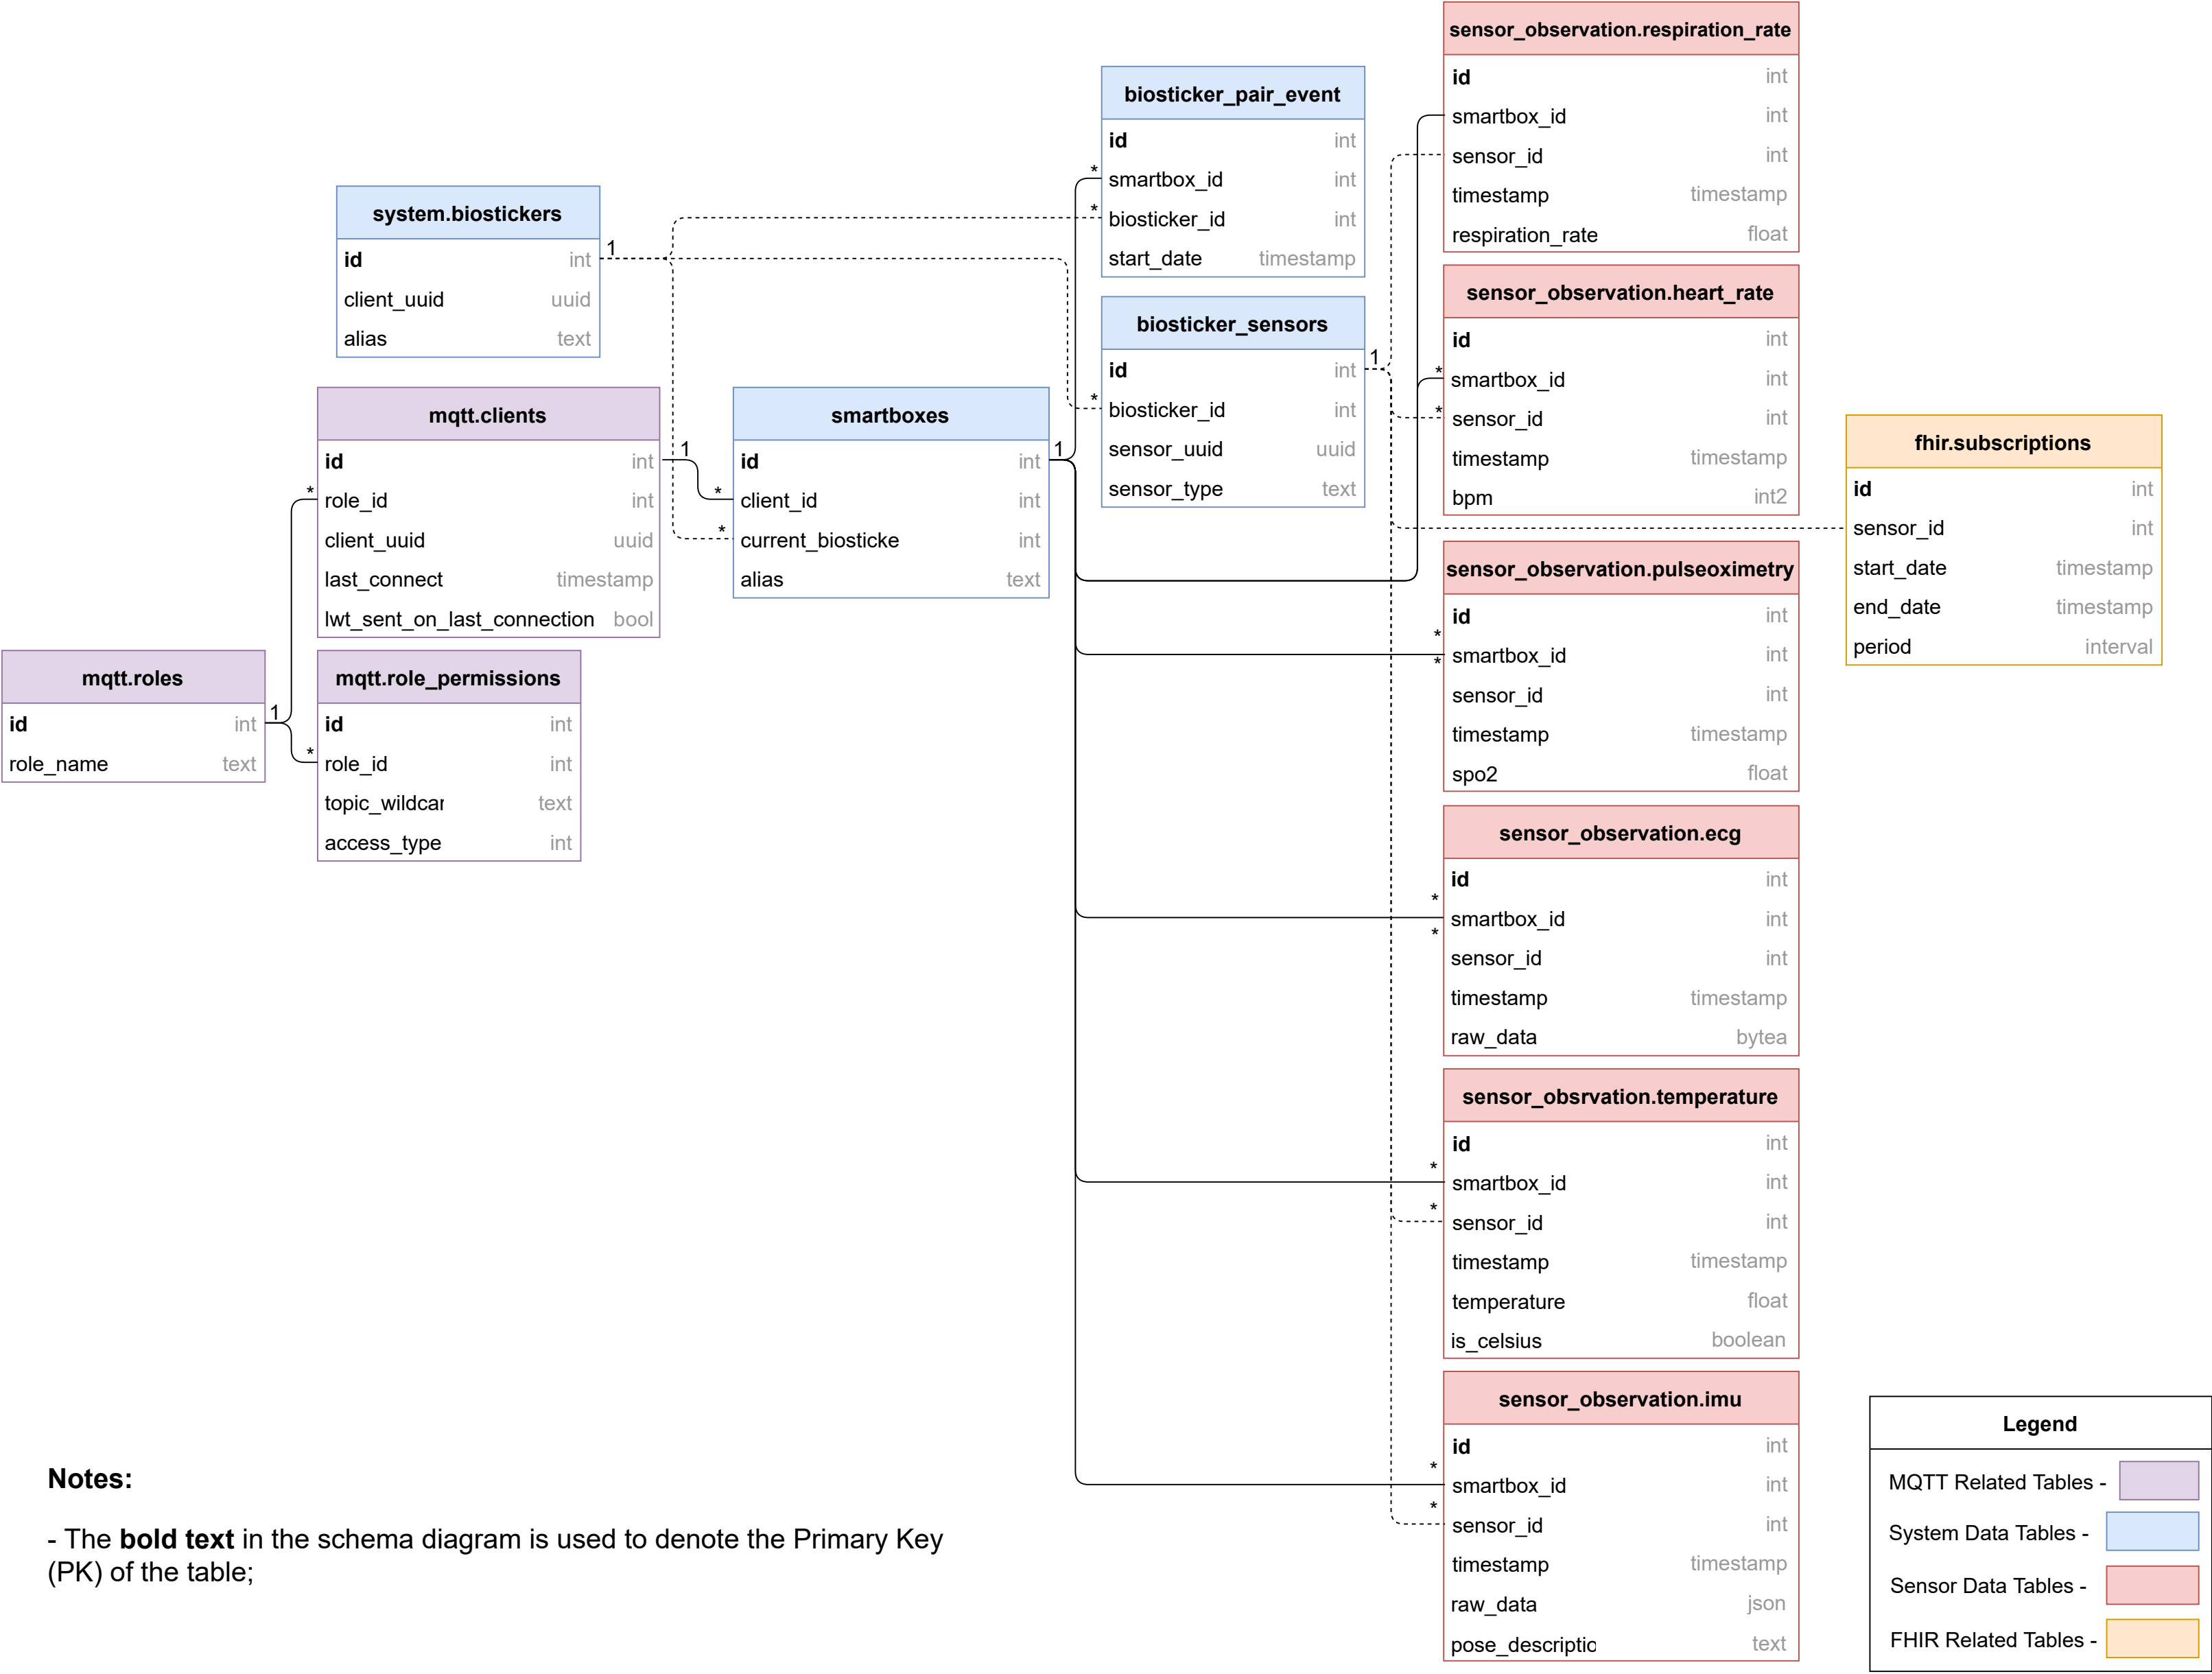 sensor_observation.respiration_rate
id int
smartbox_id int
sensor_id int
timestamp timestamp
respiration_rate float
biosticker_pair_event
id int
* smartbox_id int
* biosticker_id int
start_date timestamp
system.biostickers
id int 1
client_uuid uuid
alias text
sensor_observation.heart_rate
id int
* smartbox_id int
* sensor_id int
timestamp timestamp
bpm int2
biosticker_sensors
id int 1
* biosticker_id int
sensor_uuid uuid
sensor_type text
mqtt.clients
id int 1
* role_id int
client_uuid uuid
last_connect timestamp
lwt_sent_on_last_connection bool
smartboxes
id int 1
* client_id int
* current_biosticke int
alias text
fhir.subscriptions
id int
sensor_id int
start_date timestamp
end_date timestamp
period interval
sensor_observation.pulseoximetry
id int
*
smartbox_id int
*
sensor_id int
timestamp timestamp
spo2 float
mqtt.roles
id int 1
role_name text
mqtt.role_permissions
id int
* role_id int
topic_wildcar text
access_type int
sensor_observation.ecg
id int
*
smartbox_id int
*
sensor_id int
timestamp timestamp
raw_data bytea
sensor_obsrvation.temperature
id int
*
smartbox_id int
*
sensor_id int
timestamp timestamp
temperature float
is_celsius boolean
sensor_observation.imu
id int
*
smartbox_id int
*
sensor_id int
timestamp timestamp
raw_data json
pose_descriptio text
Notes:
- The bold text in the schema diagram is used to denote the Primary Key
(PK) of the table;
Legend
MQTT Related Tables -
System Data Tables -
Sensor Data Tables -
FHIR Related Tables -